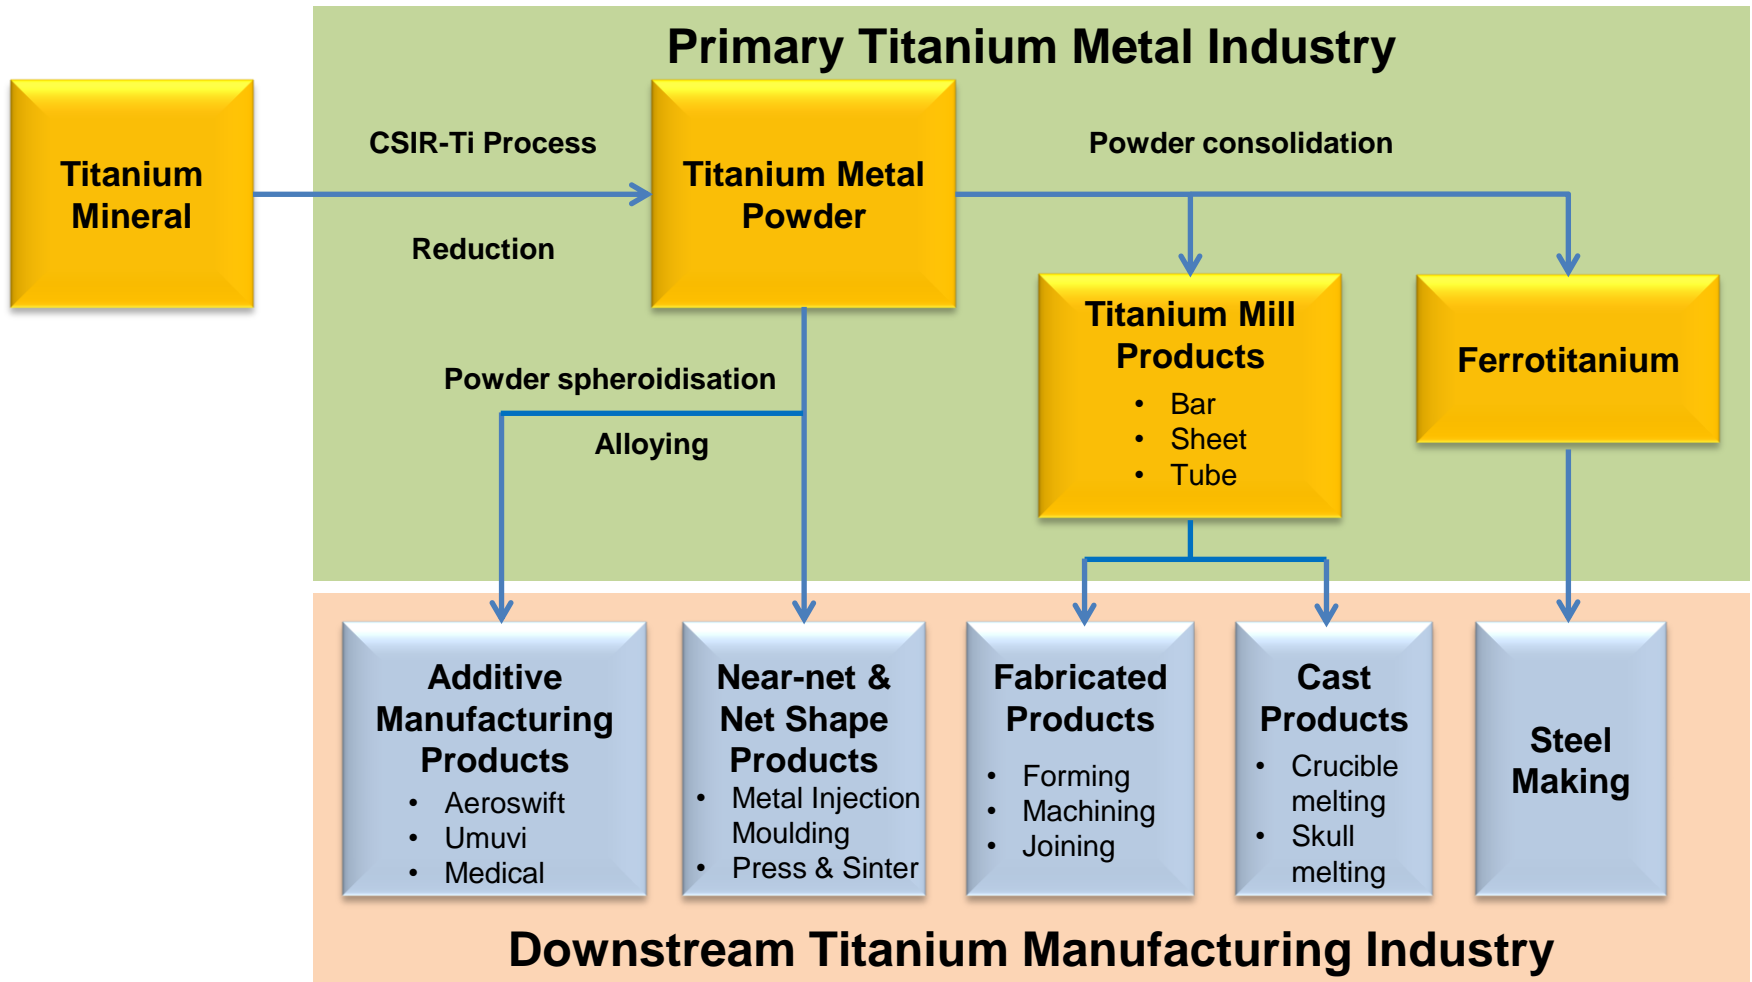 Primary Titanium Metal Industry
Titanium
Mineral
CSIR-Ti Process
Reduction
Titanium Metal
Powder
Powder consolidation
Titanium Mill
Products
• Bar
• Sheet
• Tube
Ferrotitanium
Powder spheroidisation
Alloying
Additive
Manufacturing
Products
• Aeroswift
• Umuvi
• Medical
Near-net &
Net Shape
Products
• Metal Injection
Moulding
• Press & Sinter
Fabricated
Products
• Forming
• Machining
• Joining
Cast
Products
• Crucible
melting
• Skull
melting
Steel
Making
Downstream Titanium Manufacturing Industry